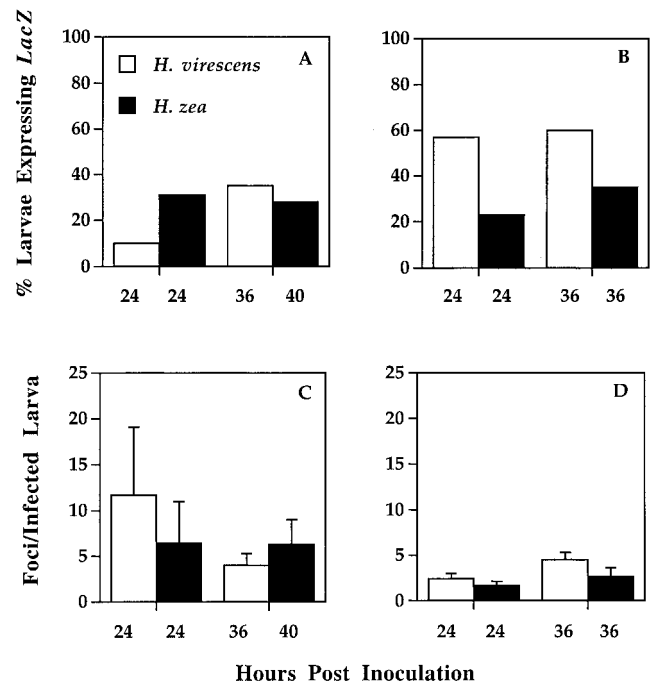 % Larvae Expressing LacZ
100
80
60
40
20
0
H. virescens
H. zea
A
24 24 36 40
100
80
60
40
20
0
B
24 24 36 36
Foci/Infected Larva
25
20
15
10
5
0
C
24 24 36 40
25
20
15
10
5
0
D
24 24 36 36
Hours Post Inoculation